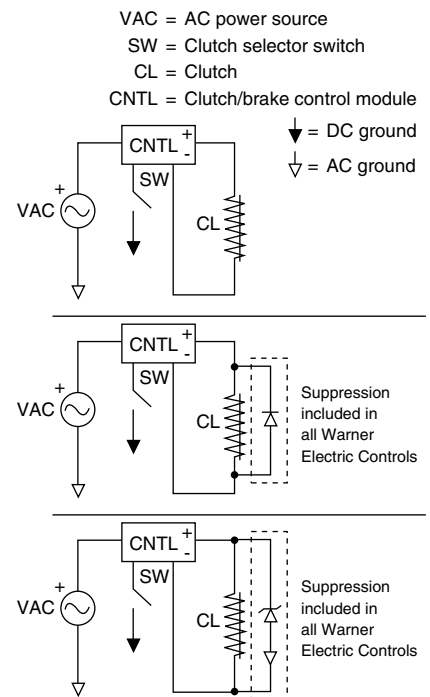 VAC = AC power source
SW = Clutch selector switch
CL = Clutch
CNTL = Clutch/brake control module
= DC ground
= AC ground
CNTL + -
SW
+
VAC
CL
CNTL + -
SW
+
VAC
CL
Suppression
included in
all Warner
Electric Controls
CNTL + -
SW
+
VAC
CL
Suppression
included in
all Warner
Electric Controls